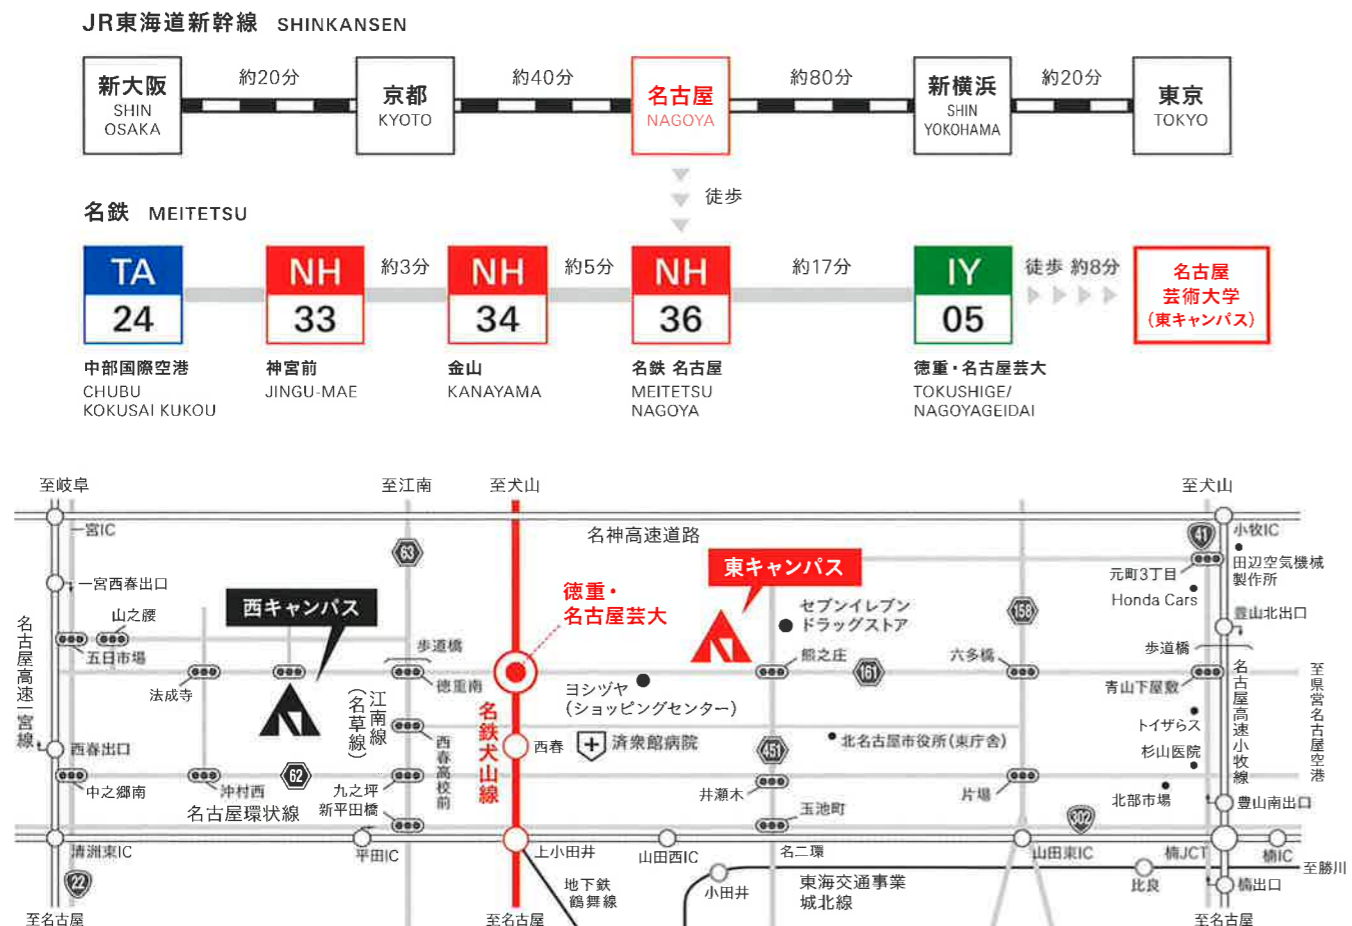 JR東海道新幹線 SHINKANSEN
新大阪
SHIN
OSAKA
約20分
京都
KYOTO
約40分
名古屋
NAGOYA
約80分
新横浜
SHIN
YOKOHAMA
約20分
東京
TOKYO
徒歩
名鉄 MEITETSU
TA
24
中部国際空港
CHUBU
KOKUSAI KUKOU
NH
33
神宮前
JINGU-MAE
約3分
NH
34
金山
KANAYAMA
約5分
NH
36
名鉄 名古屋
MEITETSU
NAGOYA
約17分
IY
05
徳重・名古屋芸大
TOKUSHIGE/
NAGOYAGEIDAI
徒歩 約8分
名古屋
芸術大学
(東キャンパス)
至岐阜
至江南
至犬山
至犬山
一宮IC
63
名神高速道路
41
小牧IC
田辺空気機械
製作所
元町3丁目
Honda Cars
一宮西春出口
山之腰
西キャンパス
徳重・
名古屋芸大
東キャンパス
セブンイレブン
ドラッグストア
158
豊山北出口
名古屋高速一宮線
五日市場
法成寺
歩道橋
徳重南
江南線
(名草線)
ヨシヅヤ
(ショッピングセンター)
熊之庄
161
六多橋
歩道橋
青山下屋敷
名古屋高速小牧線
至県営名古屋空港
名鉄犬山線
西春
済衆館病院
451
北名古屋市役所(東庁舎)
トイザらス
杉山医院
西春出口
西春高校前
中之郷南
沖村西
62
名古屋環状線
九之坪
新平田橋
井瀬木
玉池町
片場
302
北部市場
豊山南出口
清洲東IC
平田IC
上小田井
山田西IC
名二環
山田東IC
楠JCT
楠IC
22
地下鉄
鶴舞線
小田井
東海交通事業
城北線
比良
至勝川
楠出口
至名古屋
至名古屋
至名古屋